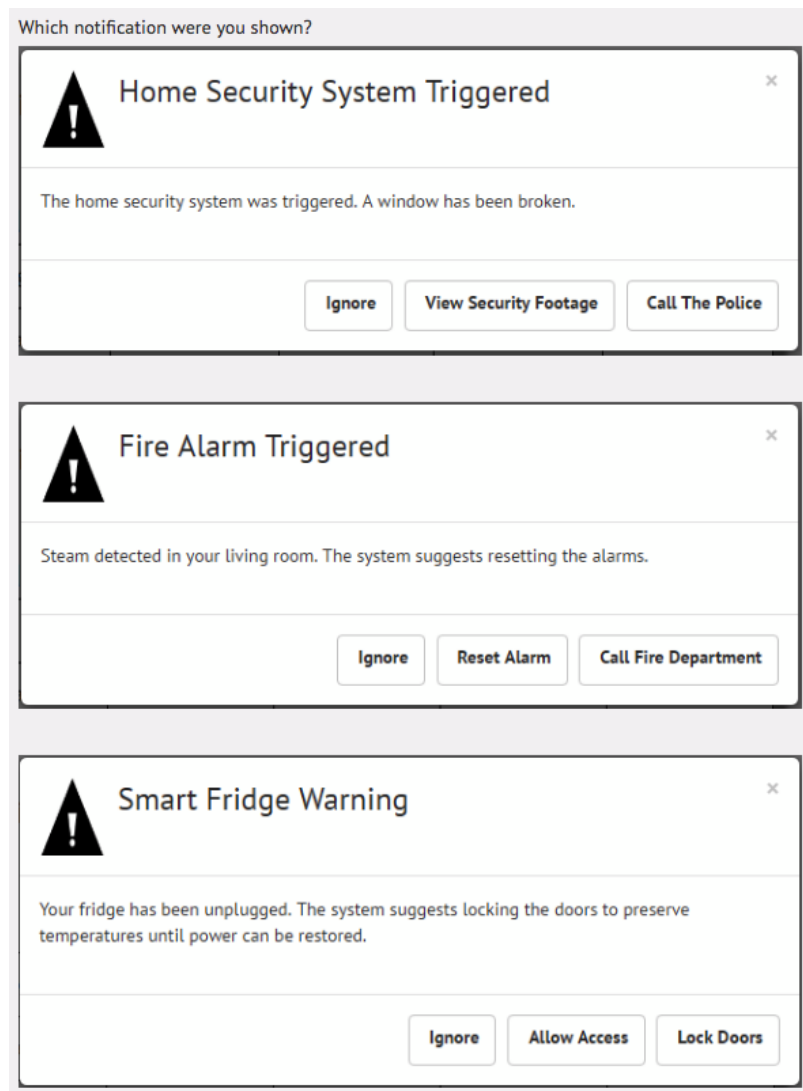 Which notification were you shown?
!
Home Security System Triggered
×
The home security system was triggered. A window has been broken.
Ignore
View Security Footage
Call The Police
!
Fire Alarm Triggered
×
Steam detected in your living room. The system suggests resetting the alarms.
Ignore
Reset Alarm
Call Fire Department
!
Smart Fridge Warning
×
Your fridge has been unplugged. The system suggests locking the doors to preserve
temperatures until power can be restored.
Ignore
Allow Access
Lock Doors